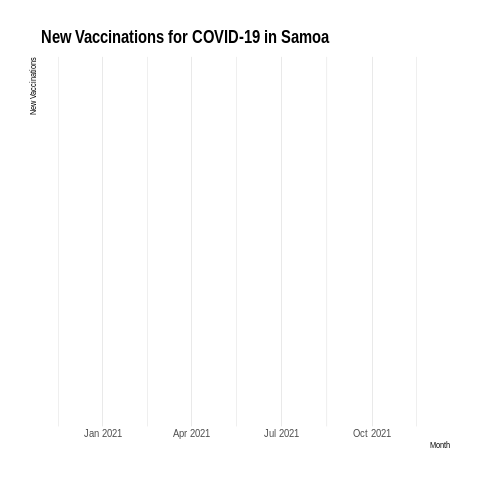 New Vaccinations for COVID-19 in Samoa
New Vaccinations
Jan 2021
Apr 2021
Jul 2021
Oct 2021
Month